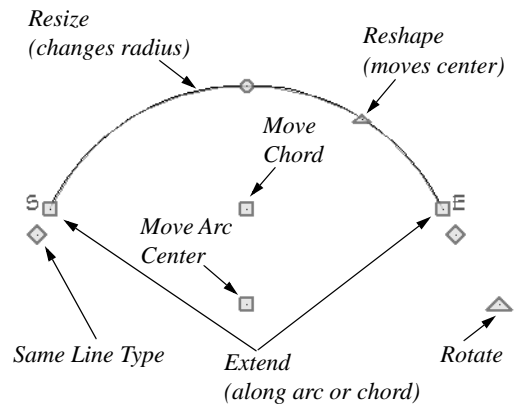 Resize
(changes radius)
Reshape
(moves center)
Move
Chord
S
E
Move Arc
Center
Same Line Type
Extend
(along arc or chord)
Rotate